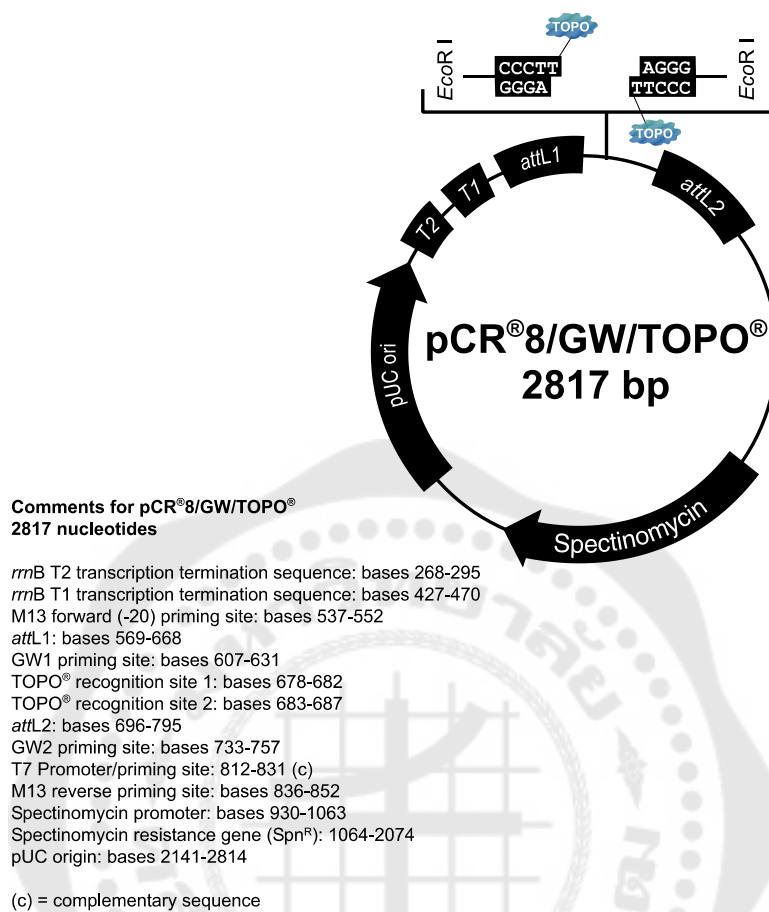 TOPO
EcoR I
CCCTT
GGGA
AGGG
TTCCC
EcoR I
TOPO
attL1
attL2
T1
T2
pUC ori
pCR®8/GW/TOPO®
2817 bp
Spectinomycin
Comments for pCR®8/GW/TOPO®
2817 nucleotides
rrnB T2 transcription termination sequence: bases 268-295
rrnB T1 transcription termination sequence: bases 427-470
M13 forward (-20) priming site: bases 537-552
attL1: bases 569-668
GW1 priming site: bases 607-631
TOPO® recognition site 1: bases 678-682
TOPO® recognition site 2: bases 683-687
attL2: bases 696-795
GW2 priming site: bases 733-757
T7 Promoter/priming site: 812-831 (c)
M13 reverse priming site: bases 836-852
Spectinomycin promoter: bases 930-1063
Spectinomycin resistance gene (SpnR): 1064-2074
pUC origin: bases 2141-2814
(c) = complementary sequence